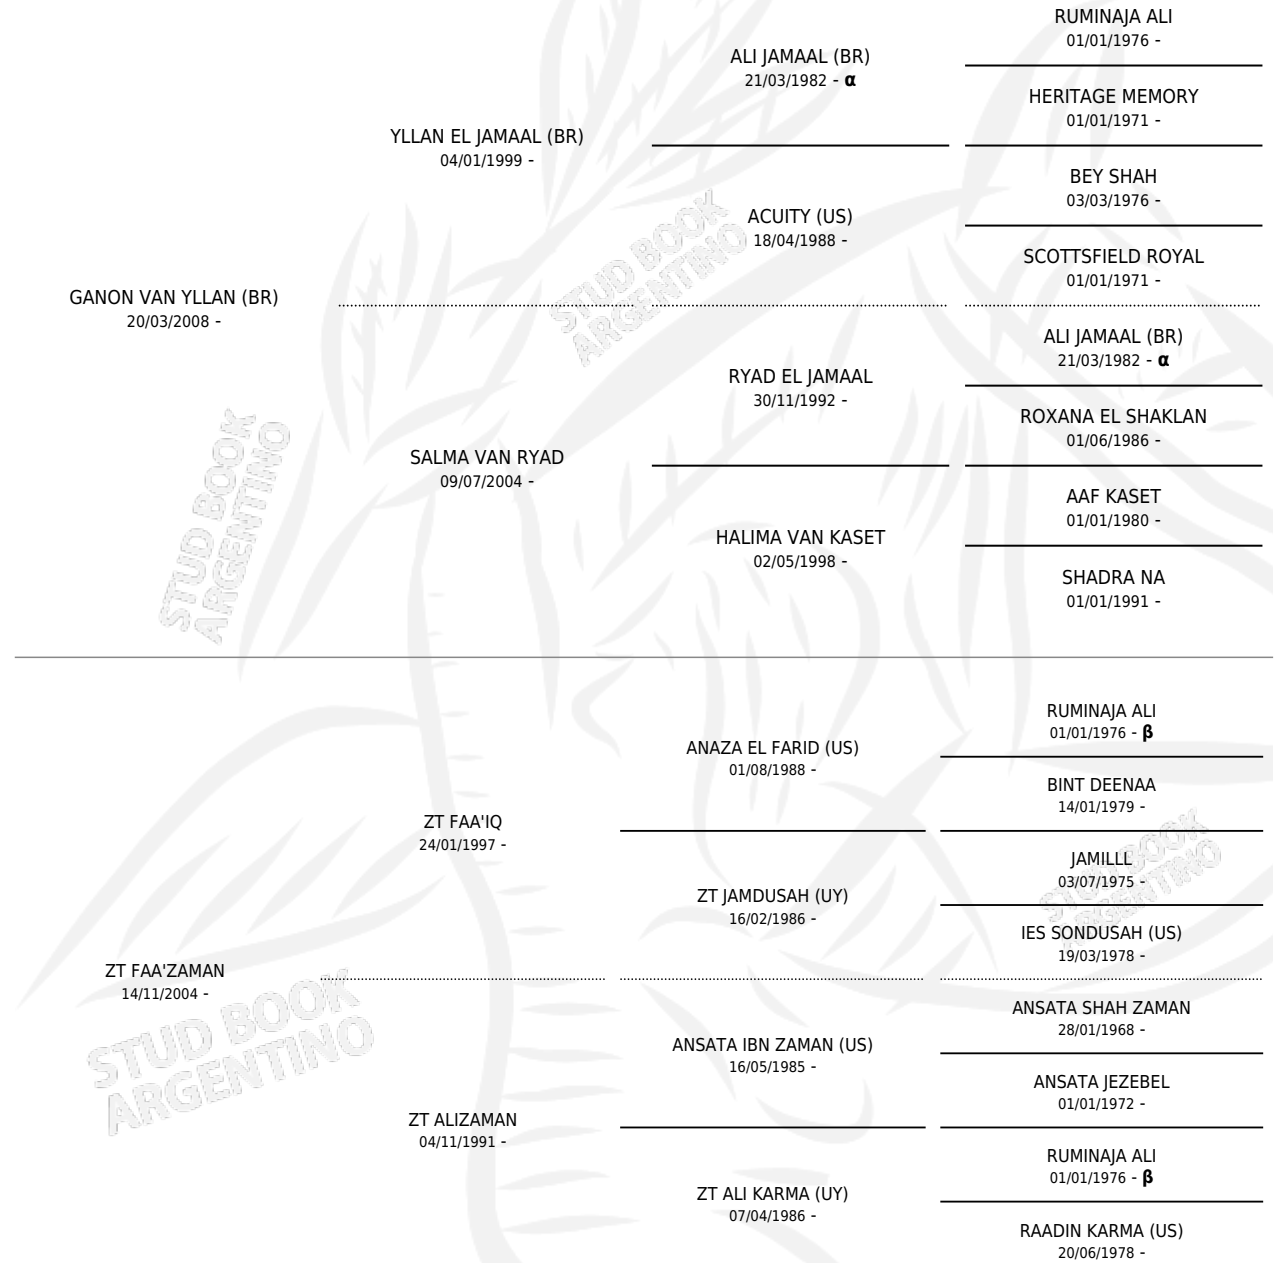 RUMINAJA ALI
01/01/1976 -
ALI JAMAAL (BR)
21/03/1982 - α
HERITAGE MEMORY
01/01/1971 -
YLLAN EL JAMAAL (BR)
04/01/1999 -
BEY SHAH
03/03/1976 -
ACUITY (US)
18/04/1988 -
SCOTTSFIELD ROYAL
01/01/1971 -
GANON VAN YLLAN (BR)
20/03/2008 -
ALI JAMAAL (BR)
21/03/1982 - α
RYAD EL JAMAAL
30/11/1992 -
ROXANA EL SHAKLAN
01/06/1986 -
SALMA VAN RYAD
09/07/2004 -
AAF KASET
01/01/1980 -
HALIMA VAN KASET
02/05/1998 -
SHADRA NA
01/01/1991 -
STUD BOOK
ARGENTINO
STUD BOOK
ARGENTINO
RUMINAJA ALI
01/01/1976 - β
ANAZA EL FARID (US)
01/08/1988 -
BINT DEENAA
14/01/1979 -
ZT FAA'IQ
24/01/1997 -
JAMILLL
03/07/1975 -
ZT JAMDUSAH (UY)
16/02/1986 -
IES SONDUSAH (US)
19/03/1978 -
STUD BOOK
ARGENTINO
ZT FAA'ZAMAN
14/11/2004 -
ANSATA SHAH ZAMAN
28/01/1968 -
ANSATA IBN ZAMAN (US)
16/05/1985 -
ANSATA JEZEBEL
01/01/1972 -
ZT ALIZAMAN
04/11/1991 -
RUMINAJA ALI
01/01/1976 - β
ZT ALI KARMA (UY)
07/04/1986 -
RAADIN KARMA (US)
20/06/1978 -
STUD BOOK
ARGENTINO